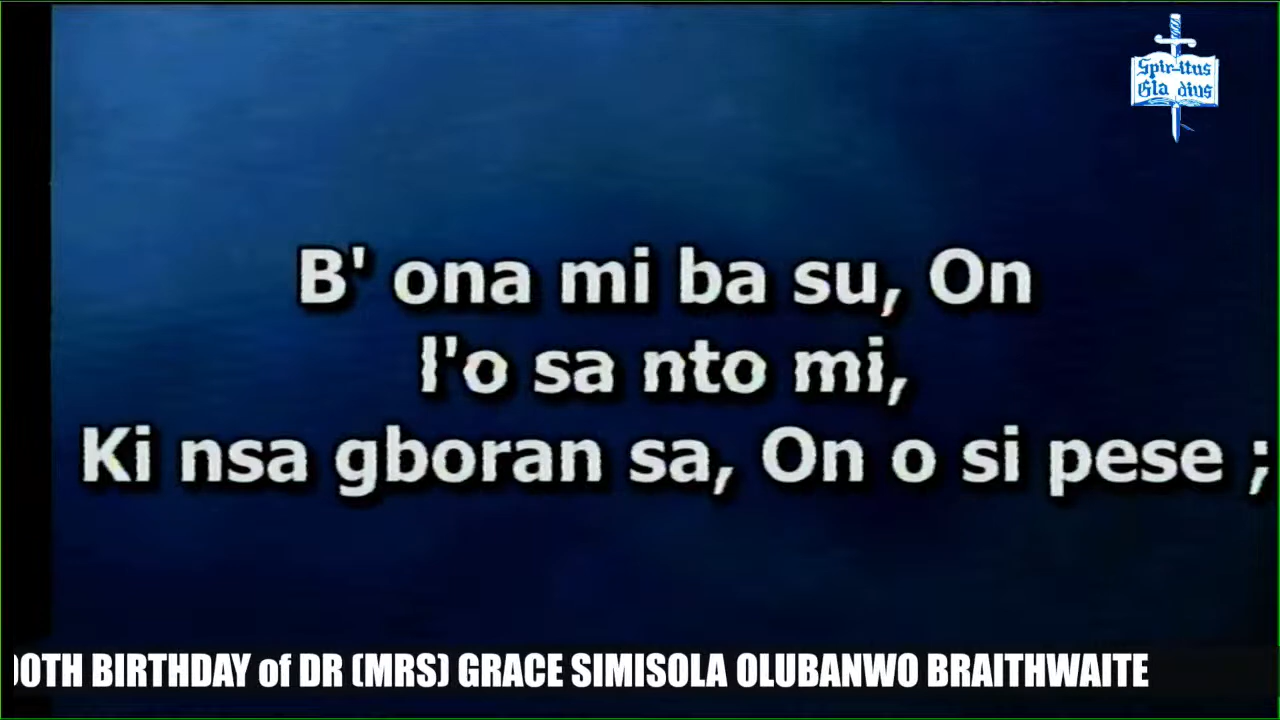 Spiritus
Gladius
B' ona mi ba su, On
l'o sa nto mi,
Ki nsa gboran sa, On o si pese ;
0TH BIRTHDAY of DR (MRS) GRACE SIMISOLA OLUBANWO BRAITHWAITE